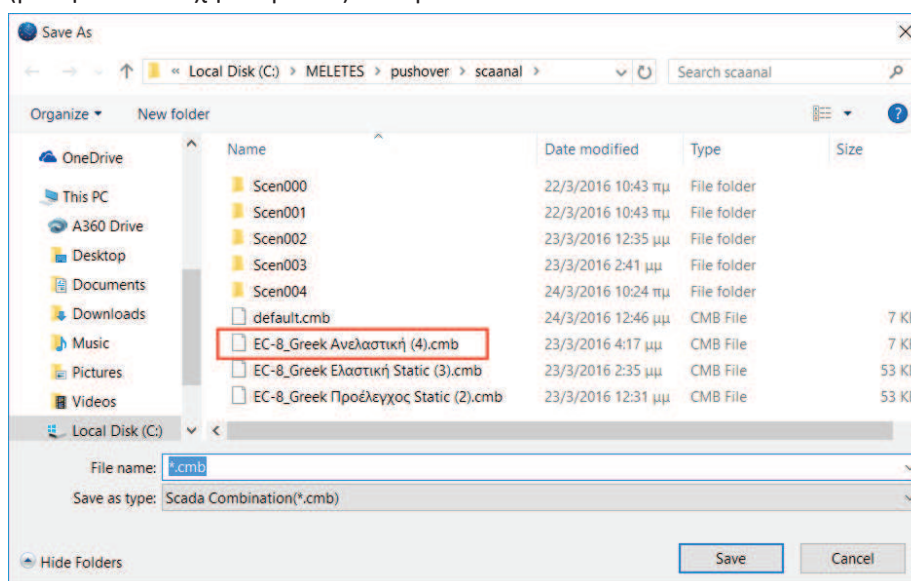 Save As
« Local Disk (C:) > MELETES > pushover > scaanal >
Search scaanal
Organize
New folder
?
Name Date modified Type Size
OneDrive
This PC
A360 Drive
Desktop
Documents
Downloads
Music
Pictures
Videos
Local Disk (C:)
Scen000 22/3/2016 10:43 πμ File folder
Scen001 22/3/2016 10:43 πμ File folder
Scen002 23/3/2016 12:35 μμ File folder
Scen003 23/3/2016 2:41 μμ File folder
Scen004 24/3/2016 10:24 πμ File folder
default.cmb 24/3/2016 12:46 μμ CMB File 7
EC-8_Greek Ανελαστική (4).cmb 23/3/2016 4:17 μμ CMB File 7
EC-8_Greek Ελαστική Static (3).cmb 23/3/2016 2:35 μμ CMB File 53
EC-8_Greek Προέλεγχος Static (2).cmb 23/3/2016 12:31 μμ CMB File 53
File name: *.cmb
Save as type: Scada Combination(*.cmb)
Hide Folders
Save
Cancel